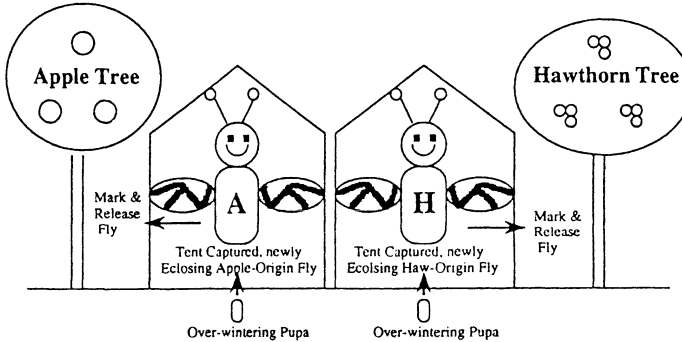 Apple Tree
Hawthorn Tree
A
H
Mark &
Release
Fly
Mark &
Release
Fly
Tent Captured, newly
Eclosing Apple-Origin Fly
Tent Captured, newly
Ecolsing Haw-Origin Fly
Over-wintering Pupa
Over-wintering Pupa